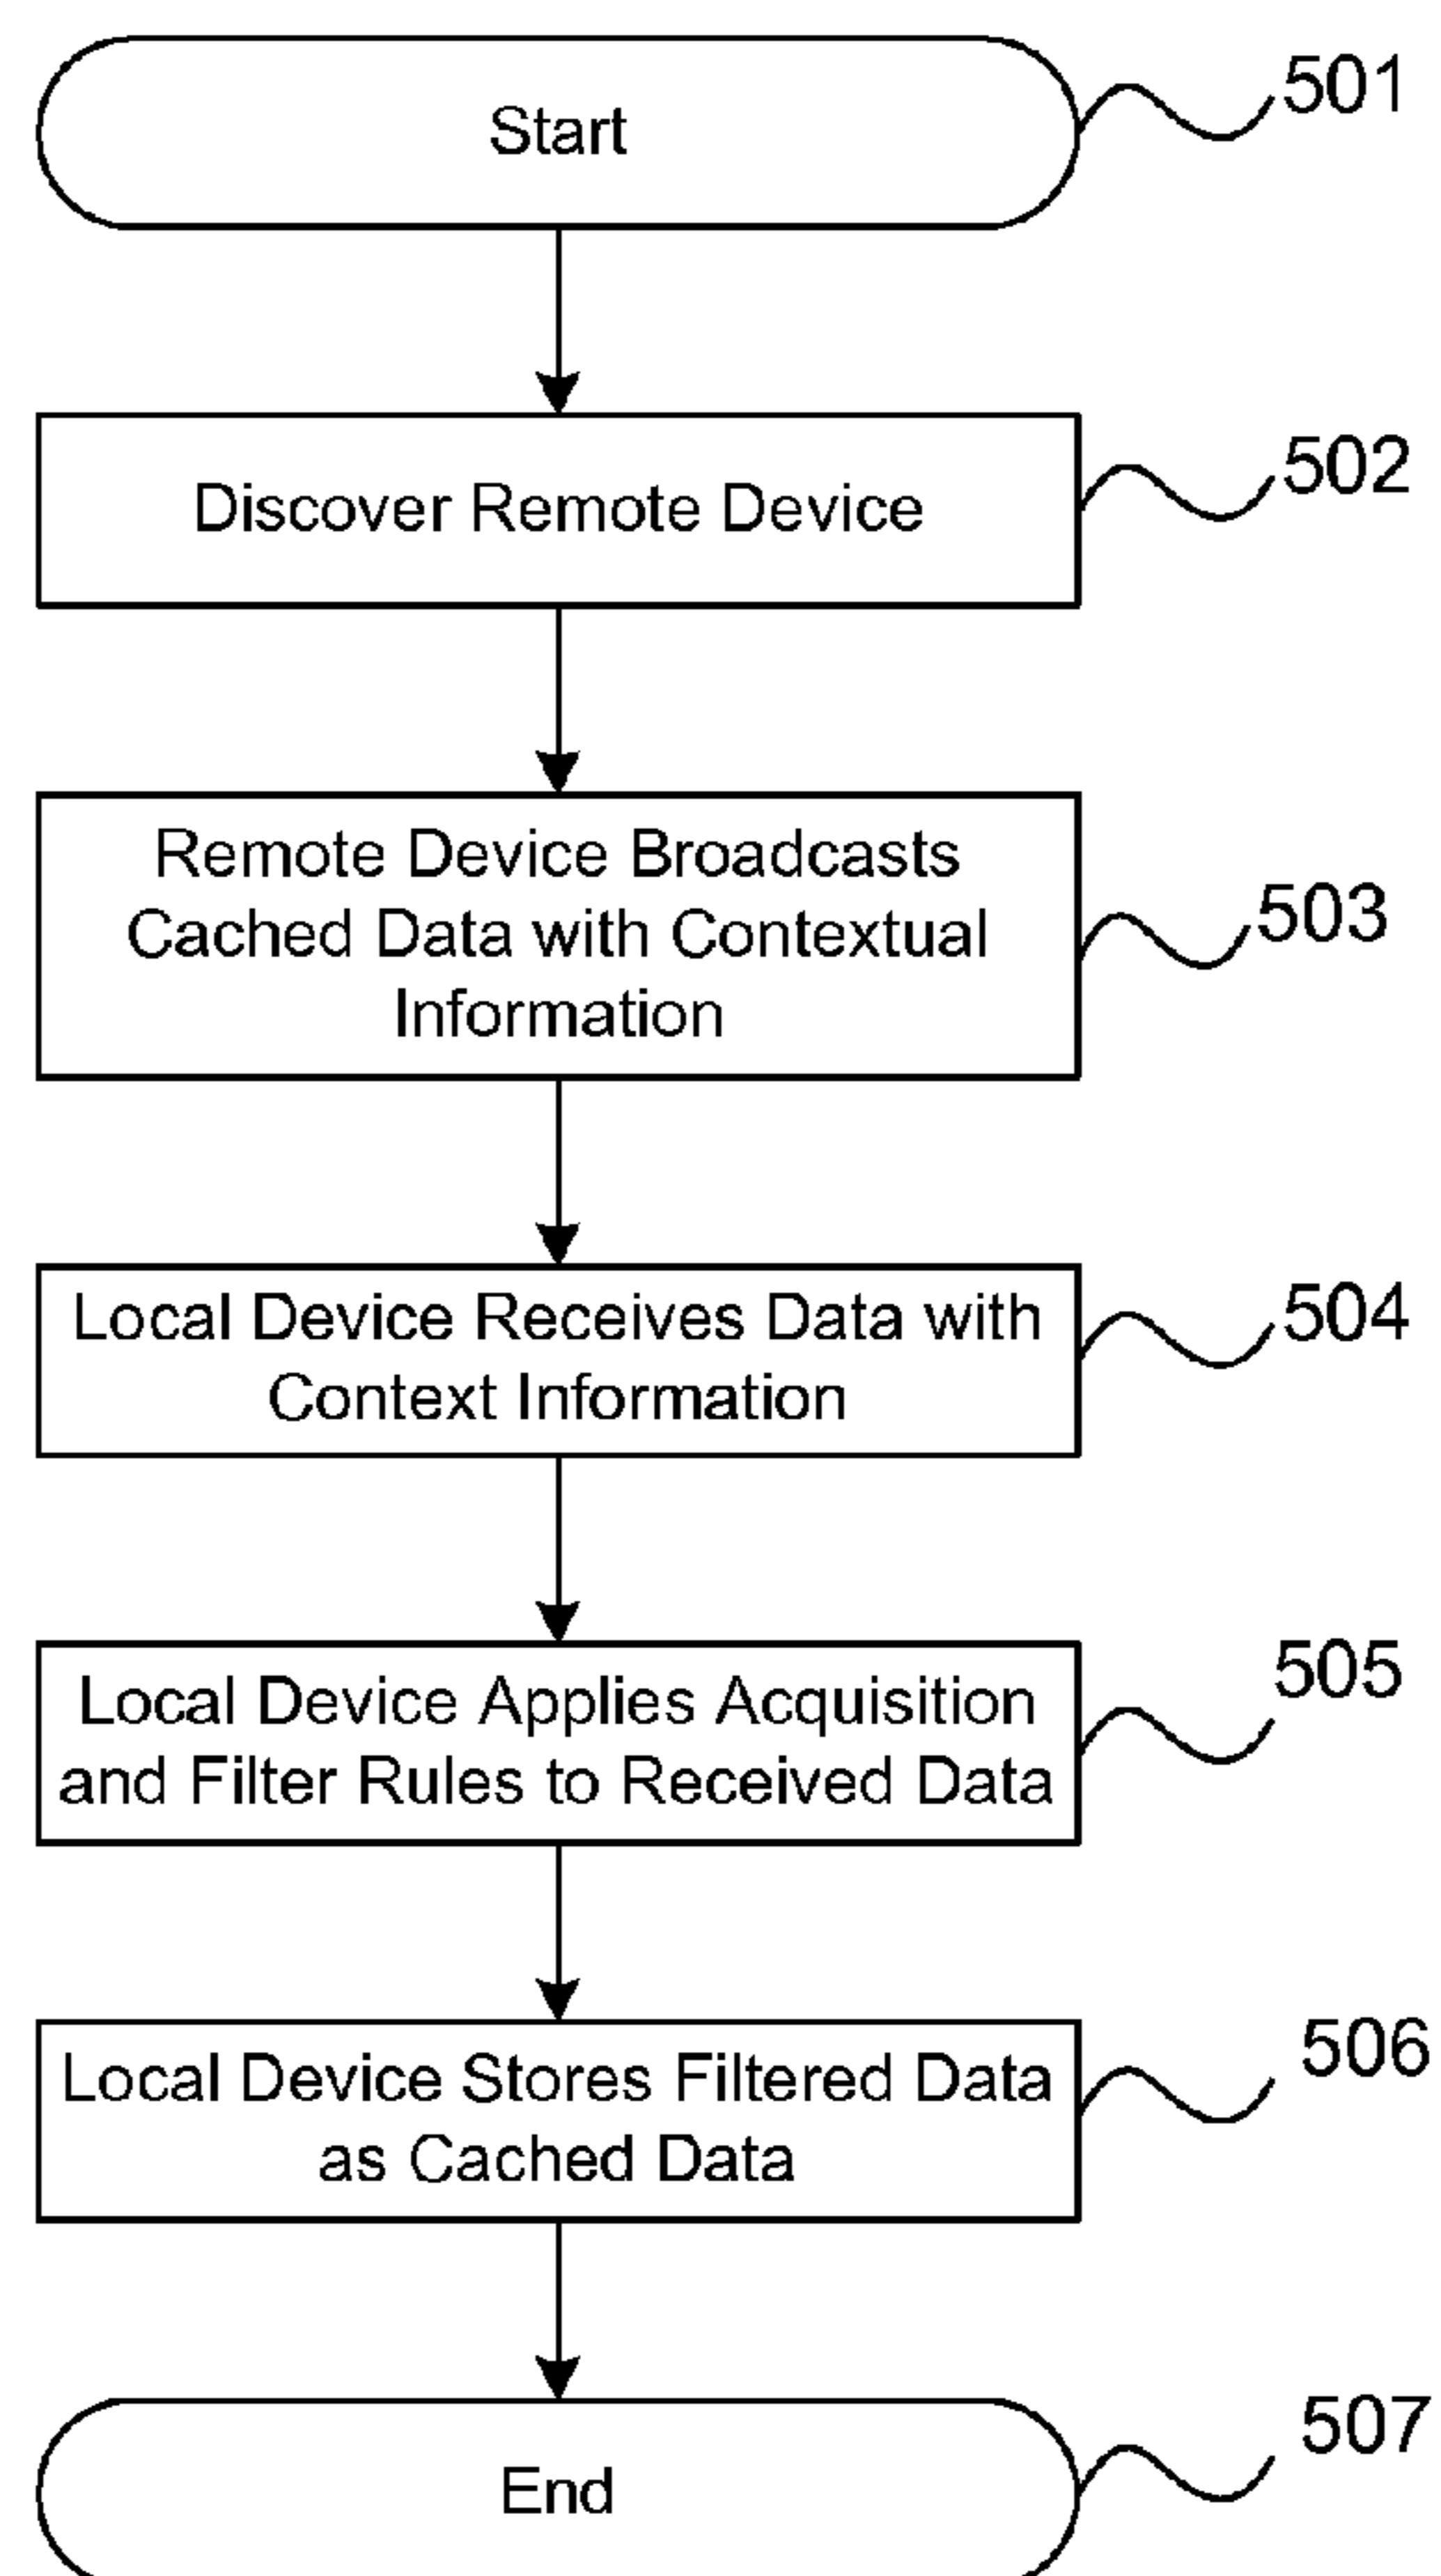 Start
501
Discover Remote Device
502
Remote Device Broadcasts
Cached Data with Contextual
Information
503
Local Device Receives Data with
Context Information
504
Local Device Applies Acquisition
and Filter Rules to Received Data
505
Local Device Stores Filtered Data
as Cached Data
506
End
507